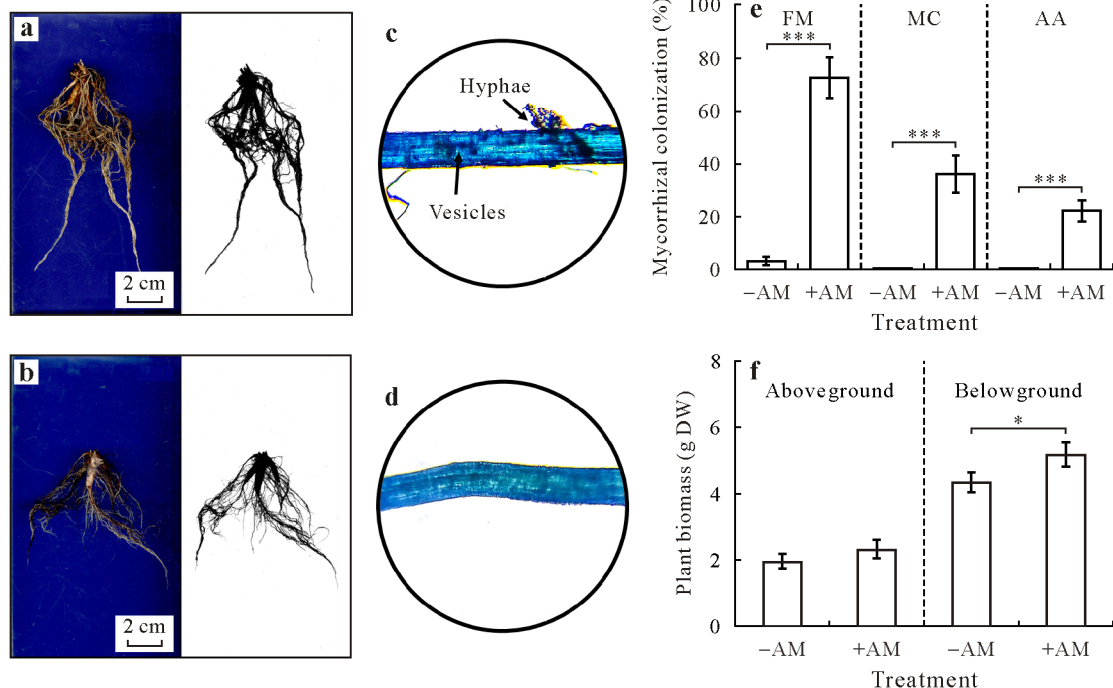 a
2 cm
b
2 cm
c
Hyphae
Vesicles
d
e
Mycorrhizal colonization (%)
100
80
60
40
20
0
FM
MC
AA
***
***
***
−AM
+AM
−AM
+AM
−AM
+AM
Treatment
f
Plant biomass (g DW)
8
6
4
2
0
Aboveground
Belowground
*
−AM
+AM
−AM
+AM
Treatment